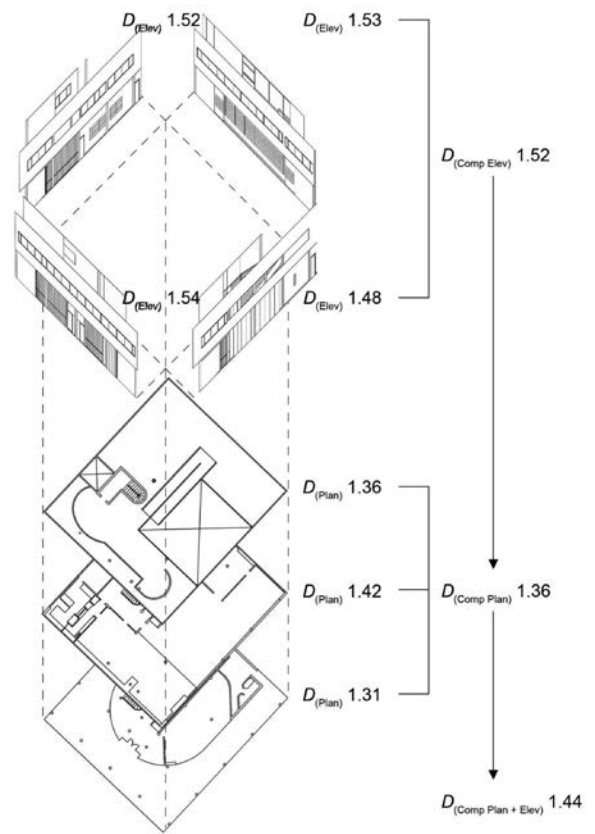 D(Elev) 1.52
D(Elev) 1.53
D(Comp Elev) 1.52
D(Elev) 1.54
D(Elev) 1.48
D(Plan) 1.36
D(Plan) 1.42
D(Comp Plan) 1.36
D(Plan) 1.31
D(Comp Plan + Elev) 1.44